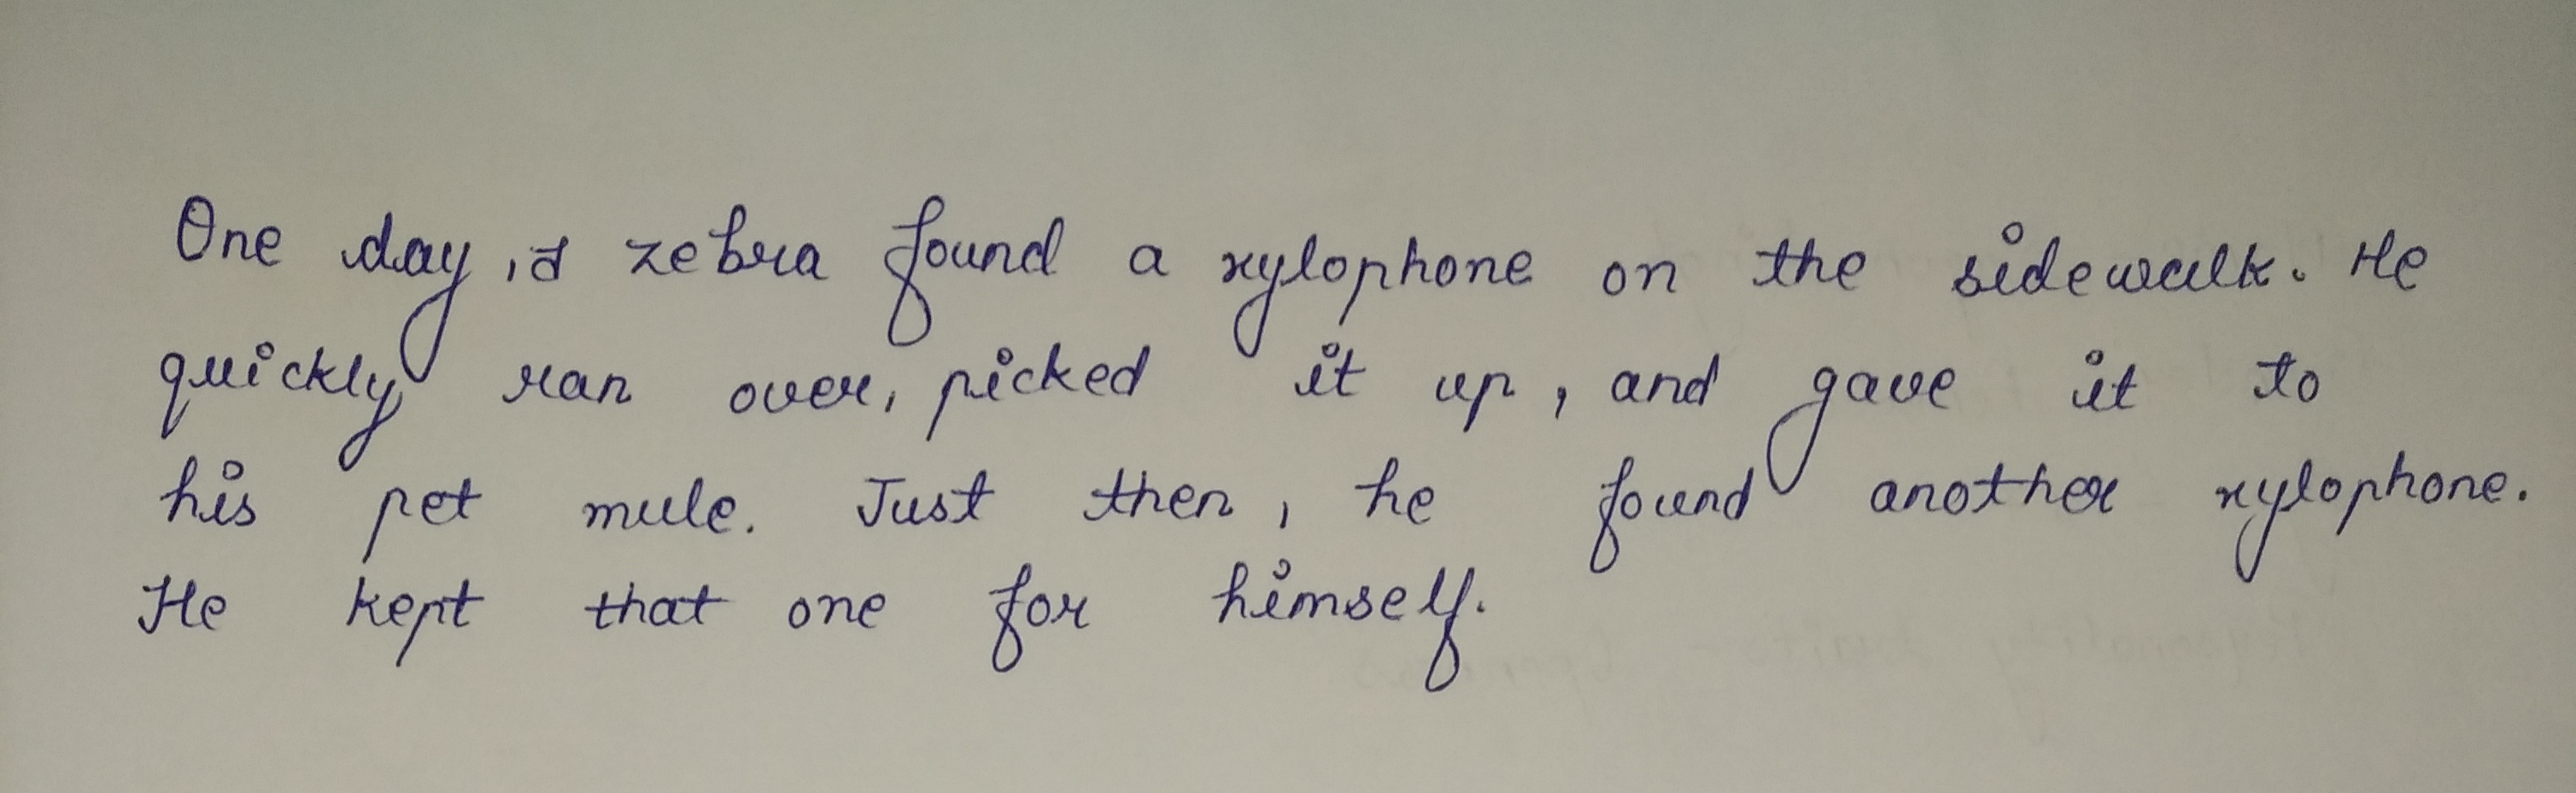 One day, a zebra found a xylophone on the sidewalk. He
quickly ran over, picked it up, and gave it to
his pet mule. Just then, he found another xylophone.
He kept that one for himself.